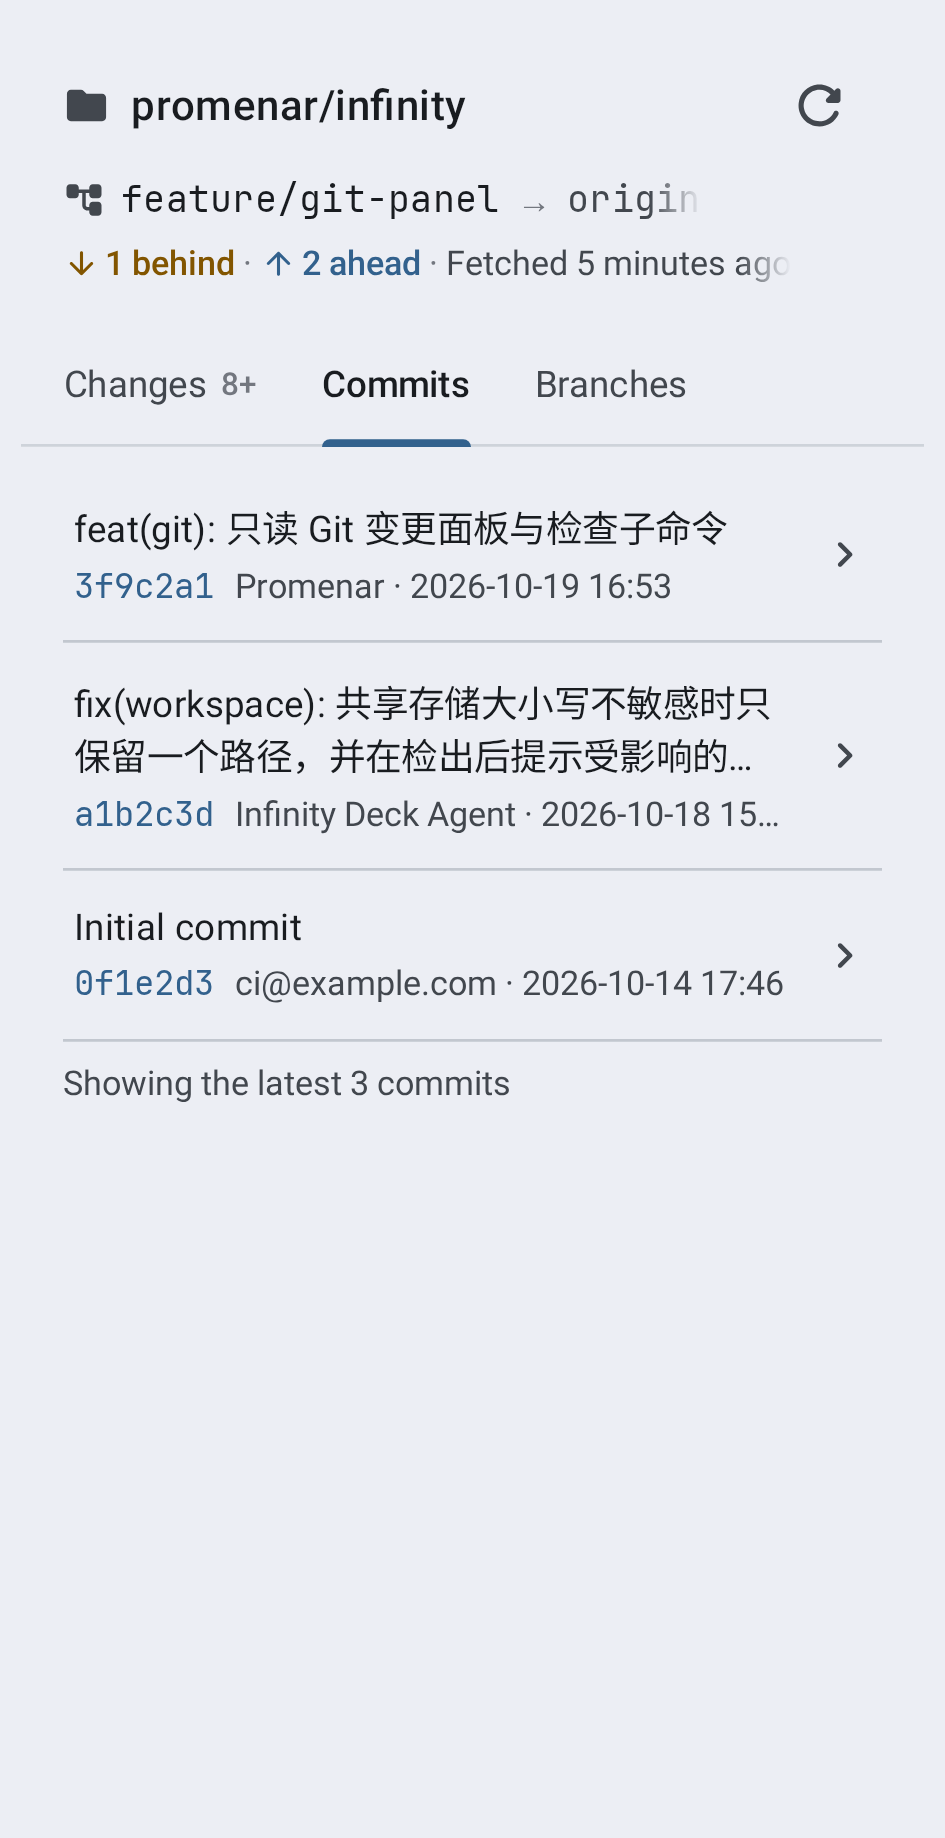 promenar/infinity
feature/git-panel → origin
↓ 1 behind · ↑ 2 ahead · Fetched 5 minutes ago
Changes 8+ Commits Branches
feat(git): 只读 Git 变更面板与检查子命令
3f9c2a1 Promenar · 2026-10-19 16:53
fix(workspace): 共享存储大小写不敏感时只
保留一个路径，并在检出后提示受影响的…
a1b2c3d Infinity Deck Agent · 2026-10-18 15…
Initial commit
0f1e2d3 ci@example.com · 2026-10-14 17:46
Showing the latest 3 commits